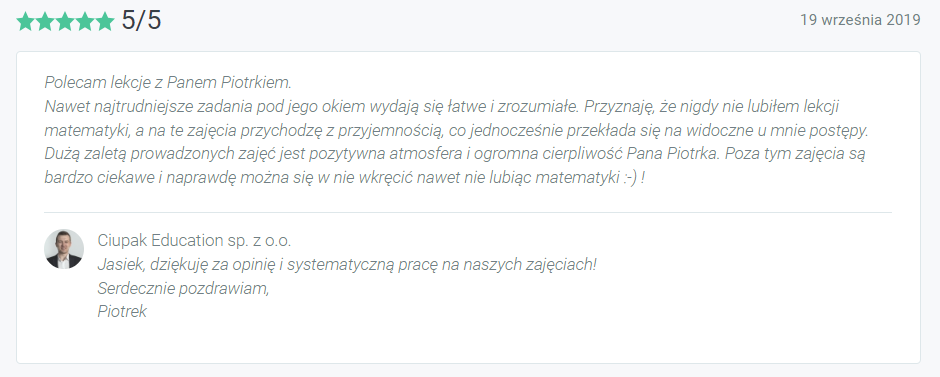 5/5
19 września 2019
Polecam lekcje z Panem Piotrkiem.
Nawet najtrudniejsze zadania pod jego okiem wydają się łatwe i zrozumiałe. Przyznaję, że nigdy nie lubiłem lekcji
matematyki, a na te zajęcia przychodzę z przyjemnością, co jednocześnie przekłada się na widoczne u mnie postępy.
Dużą zaletą prowadzonych zajęć jest pozytywna atmosfera i ogromna cierpliwość Pana Piotrka. Poza tym zajęcia są
bardzo ciekawe i naprawdę można się w nie wkręcić nawet nie lubiąc matematyki :-) !
Ciupak Education sp. z o.o.
Jasiek, dziękuję za opinię i systematyczną pracę na naszych zajęciach!
Serdecznie pozdrawiam,
Piotrek